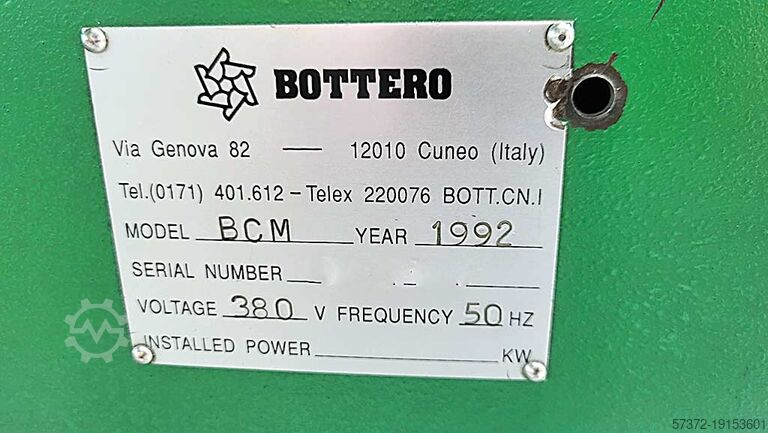 BOTTERO
Via Genova 82 — 12010 Cuneo (Italy)
Tel.(0171) 401.612 – Telex 220076 BOTT.CN.I
MODEL BCM YEAR 1992
SERIAL NUMBER
VOLTAGE 380 V FREQUENCY 50 HZ
INSTALLED POWER KW
57372-19153601